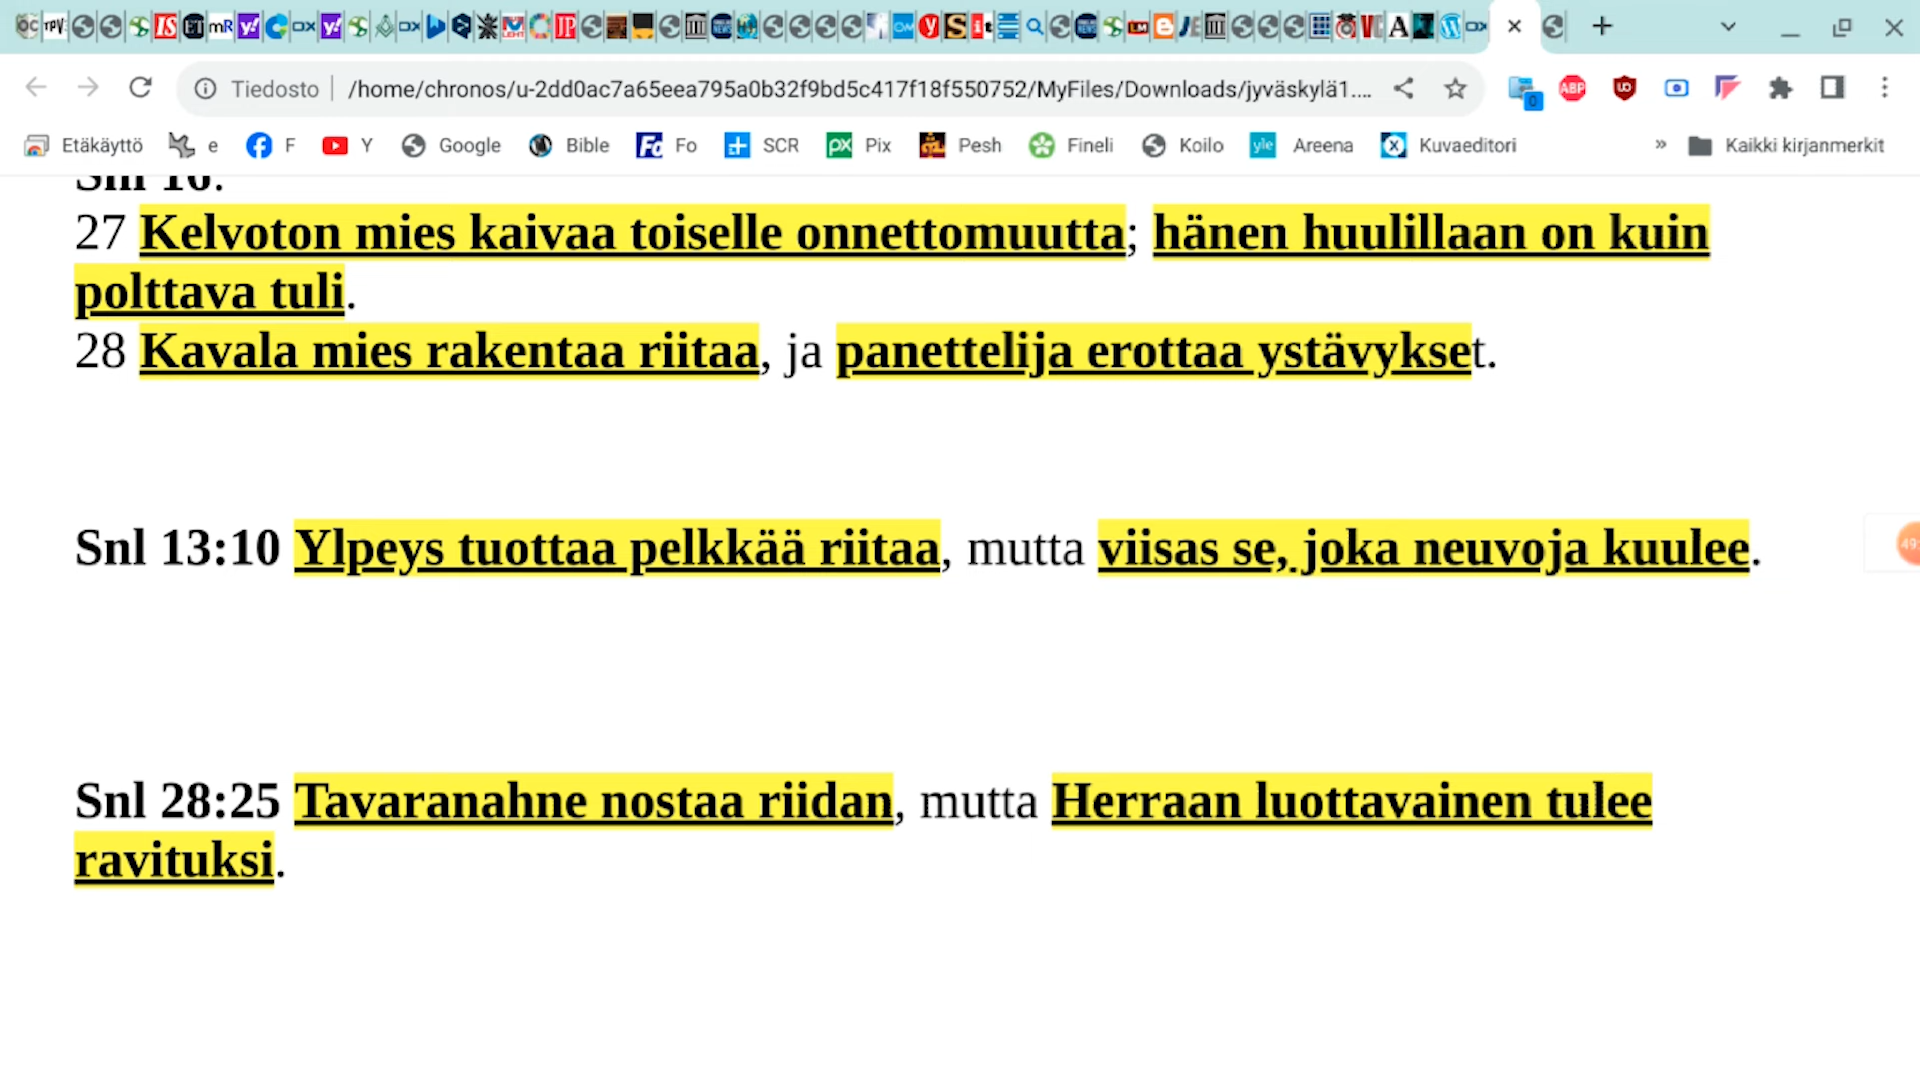 Tiedosto /home/chronos/u-2dd0ac7a65eea795a0b32f9bd5c417f18f550752/MyFiles/Downloads/jyväskylä1....
Etäkäyttö e F Y Google Bible Fo SCR Pix Pesh Fineli Koilo Areena Kuvaeditori » Kaikki kirjanmerkit
Snl 16:
27 Kelvoton mies kaivaa toiselle onnettomuutta; hänen huulillaan on kuin
polttava tuli.
28 Kavala mies rakentaa riitaa, ja panettelija erottaa ystävykset.
Snl 13:10 Ylpeys tuottaa pelkkää riitaa, mutta viisas se, joka neuvoja kuulee.
Snl 28:25 Tavaranahne nostaa riidan, mutta Herraan luottavainen tulee
ravituksi.